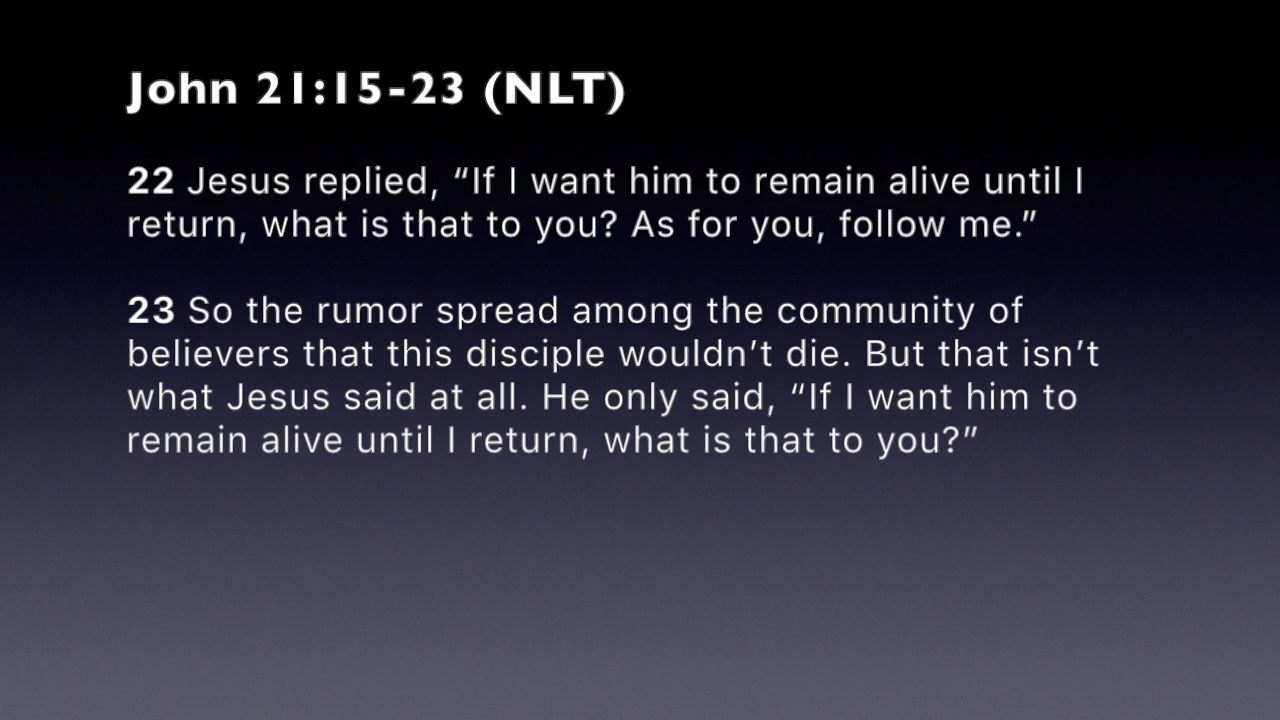 John 21:15-23 (NLT)
22 Jesus replied, “If I want him to remain alive until I
return, what is that to you? As for you, follow me.”
23 So the rumor spread among the community of
believers that this disciple wouldn’t die. But that isn’t
what Jesus said at all. He only said, “If I want him to
remain alive until I return, what is that to you?”